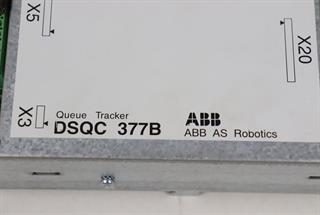 X5
X20
X3
Queue Tracker
DSQC 377B
ABB
ABB AS Robotics